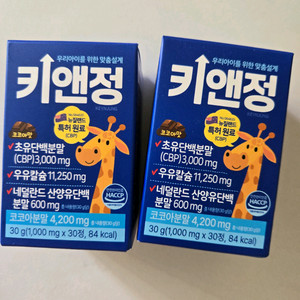 우리아이를 위한 맞춤설계
키앤정
뉴질랜드
특허 원료
(CBP)
코코아맛
초유단백분말
(CBP) 3,000 mg
우유칼슘 11,250 mg
네덜란드 산양유단백
분말 600 mg
HACCP
코코아분말 4,200 mg
30 g (1,000 mg x 30정, 84 kcal)
우리아이를 위한 맞춤설계
키앤정
뉴질랜드
특허 원료
(CBP)
코코아맛
초유단백분말
(CBP) 3,000 mg
우유칼슘 11,250 mg
네덜란드 산양유단백
분말 600 mg
HACCP
코코아분말 4,200 mg
30 g (1,000 mg x 30정, 84 kcal)